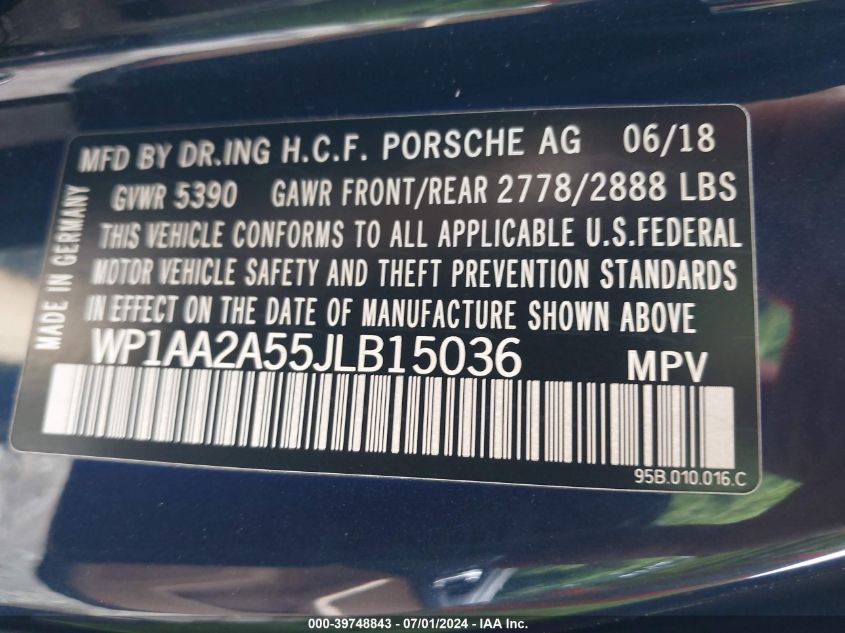 MFD BY DR.ING H.C.F. PORSCHE AG 06/18
GVWR 5390 GAWR FRONT/REAR 2778/2888 LBS
THIS VEHICLE CONFORMS TO ALL APPLICABLE U.S.FEDERAL
MOTOR VEHICLE SAFETY AND THEFT PREVENTION STANDARDS
IN EFFECT ON THE DATE OF MANUFACTURE SHOWN ABOVE
MADE IN GERMANY
WP1AA2A55JLB15036 MPV
95B.010.016.C
000-39748843 / 07/01/2024 - IAA Inc.